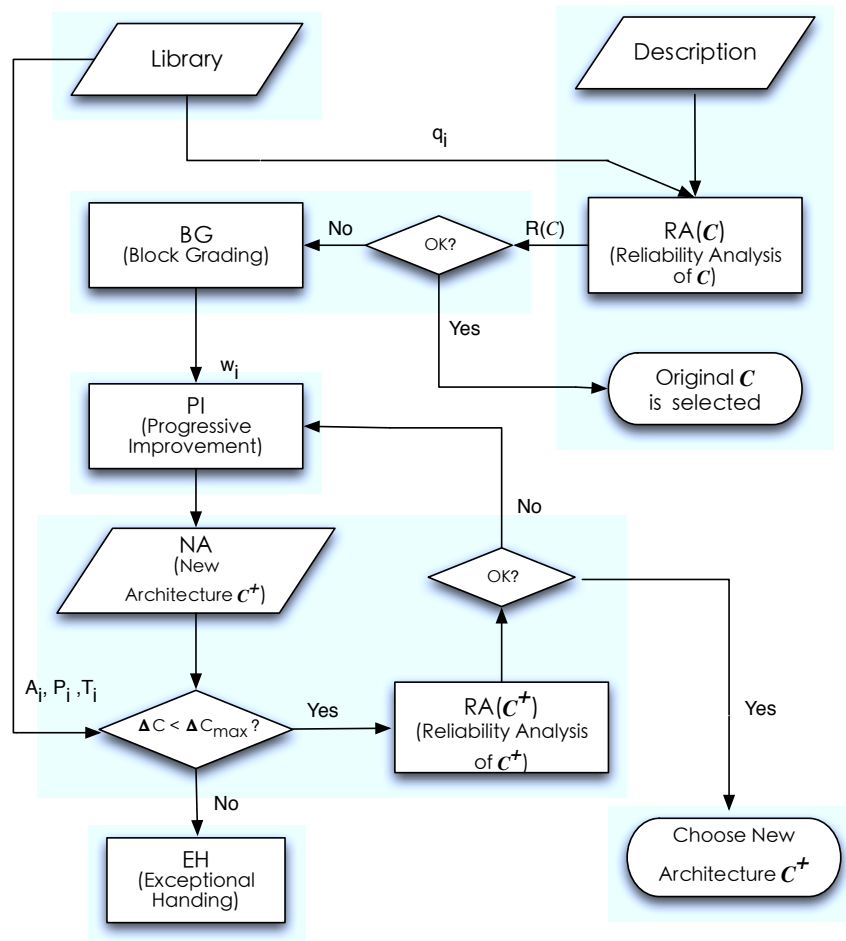 Library
Description
qᵢ
RA(C)
(Reliability Analysis
of C)
R(C)
OK?
No
BG
(Block Grading)
Yes
Original C
is selected
wᵢ
PI
(Progressive
Improvement)
No
NA
(New
Architecture C⁺)
OK?
Aᵢ, Pᵢ ,Tᵢ
ΔC < ΔCmax ?
Yes
RA(C⁺)
(Reliability Analysis
of C⁺)
Yes
No
EH
(Exceptional
Handing)
Choose New
Architecture C⁺